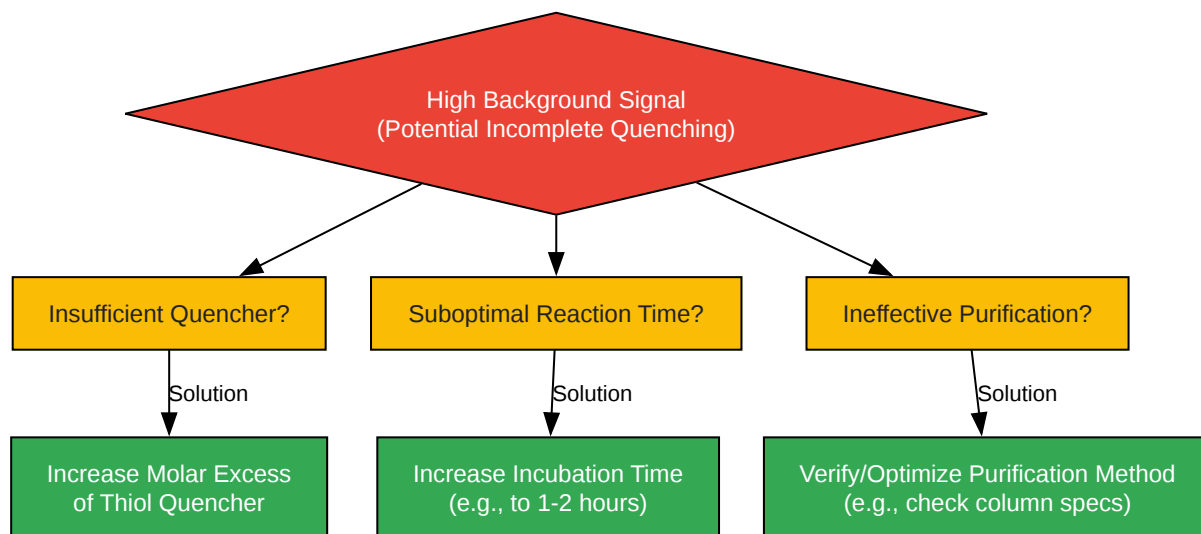 High Background Signal
(Potential Incomplete Quenching)
Insufficient Quencher?
Suboptimal Reaction Time?
Ineffective Purification?
Solution
Solution
Solution
Increase Molar Excess
of Thiol Quencher
Increase Incubation Time
(e.g., to 1-2 hours)
Verify/Optimize Purification Method
(e.g., check column specs)